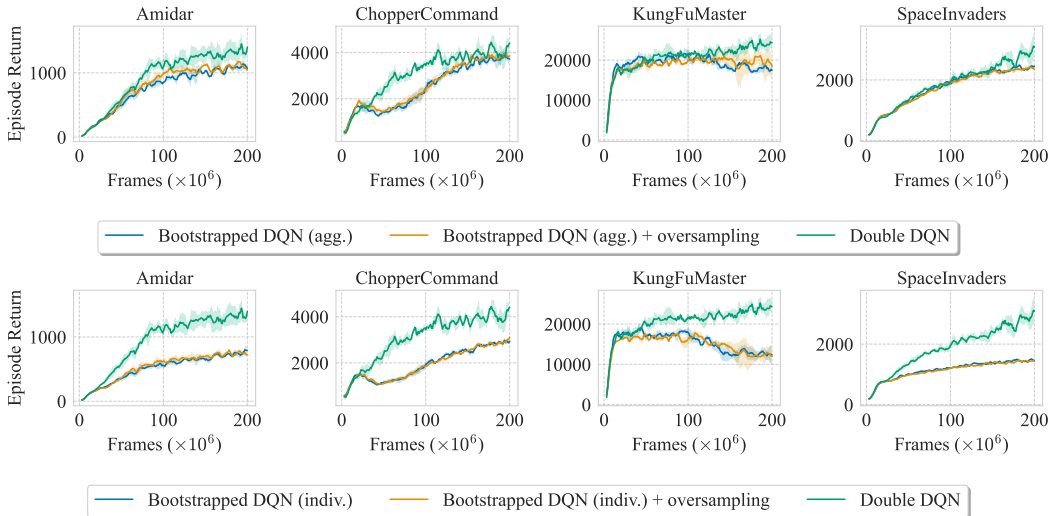 Amidar ChopperCommand KungFuMaster SpaceInvaders
Episode Return
1000
0
4000
2000
20000
10000
0
2000
0
0 100 200 0 100 200 0 100 200 0 100 200
Frames (×10⁶) Frames (×10⁶) Frames (×10⁶) Frames (×10⁶)
Bootstrapped DQN (agg.) Bootstrapped DQN (agg.) + oversampling Double DQN
Amidar ChopperCommand KungFuMaster SpaceInvaders
Episode Return
1000
0
4000
2000
20000
10000
0
2000
0
0 100 200 0 100 200 0 100 200 0 100 200
Frames (×10⁶) Frames (×10⁶) Frames (×10⁶) Frames (×10⁶)
Bootstrapped DQN (indiv.) Bootstrapped DQN (indiv.) + oversampling Double DQN